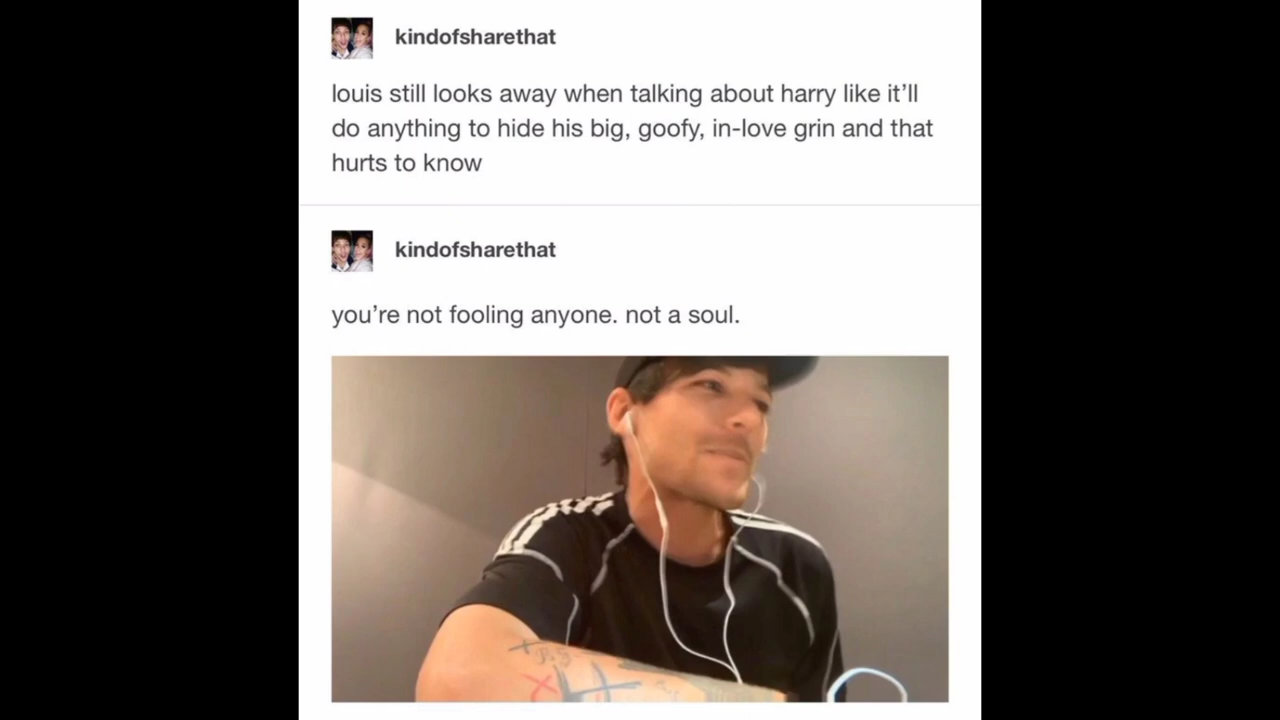 kindofsharethat
louis still looks away when talking about harry like it’ll
do anything to hide his big, goofy, in-love grin and that
hurts to know
kindofsharethat
you’re not fooling anyone. not a soul.